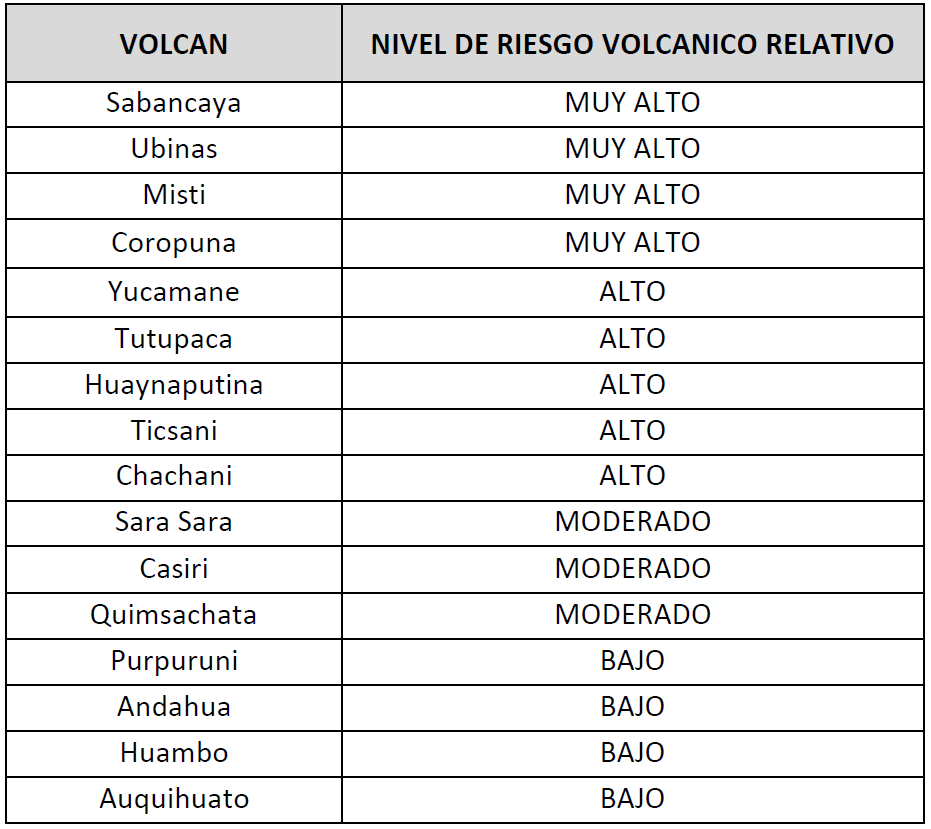 VOLCAN NIVEL DE RIESGO VOLCANICO RELATIVO
Sabancaya MUY ALTO
Ubinas MUY ALTO
Misti MUY ALTO
Coropuna MUY ALTO
Yucamane ALTO
Tutupaca ALTO
Huaynaputina ALTO
Ticsani ALTO
Chachani ALTO
Sara Sara MODERADO
Casiri MODERADO
Quimsachata MODERADO
Purpuruni BAJO
Andahua BAJO
Huambo BAJO
Auquihuato BAJO